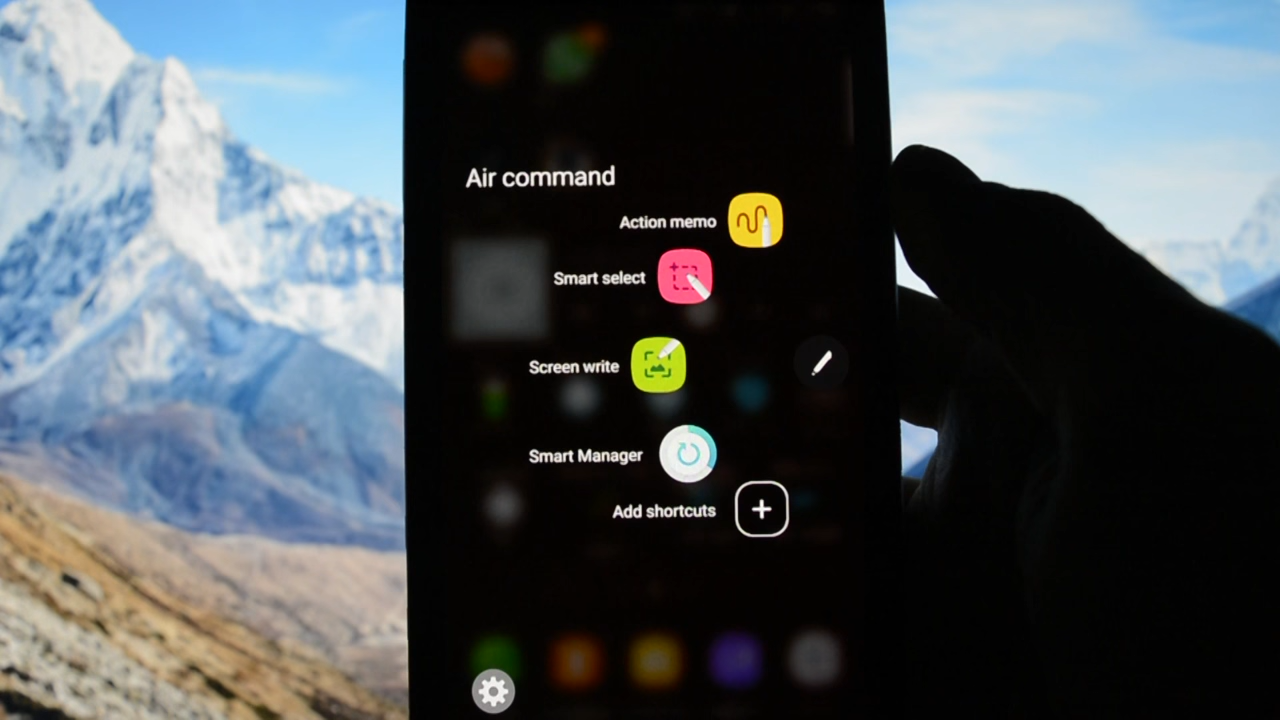 Air command
Action memo
Smart select
Screen write
Smart Manager
Add shortcuts